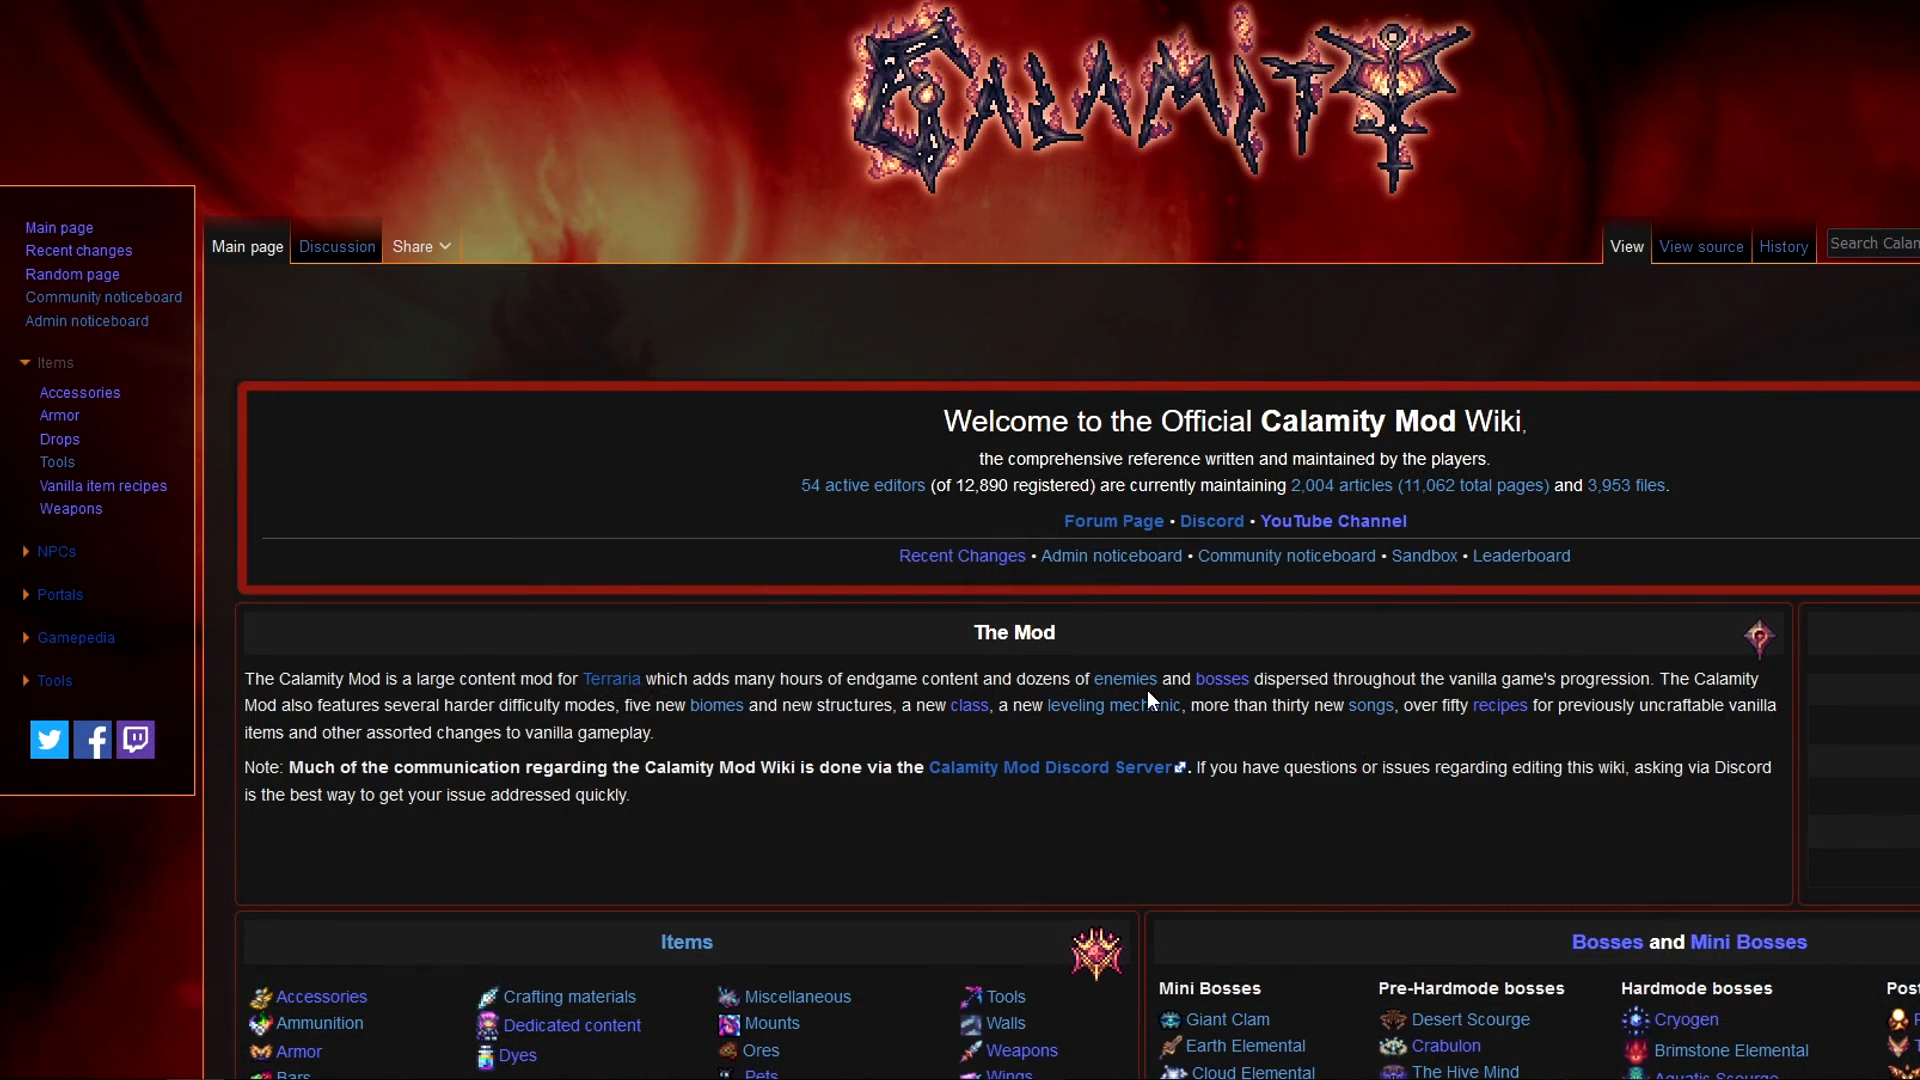 CALAMITY
Main page
Recent changes
Random page
Community noticeboard
Admin noticeboard
Items
Accessories
Armor
Drops
Tools
Vanilla item recipes
Weapons
NPCs
Portals
Gamepedia
Tools
Main page Discussion Share
View View source History Search Calam
Welcome to the Official Calamity Mod Wiki,
the comprehensive reference written and maintained by the players.
54 active editors (of 12,890 registered) are currently maintaining 2,004 articles (11,062 total pages) and 3,953 files.
Forum Page • Discord • YouTube Channel
Recent Changes • Admin noticeboard • Community noticeboard • Sandbox • Leaderboard
The Mod
The Calamity Mod is a large content mod for Terraria which adds many hours of endgame content and dozens of enemies and bosses dispersed throughout the vanilla game's progression. The Calamity
Mod also features several harder difficulty modes, five new biomes and new structures, a new class, a new leveling mechanic, more than thirty new songs, over fifty recipes for previously uncraftable vanilla
items and other assorted changes to vanilla gameplay.
Note: Much of the communication regarding the Calamity Mod Wiki is done via the Calamity Mod Discord Server. If you have questions or issues regarding editing this wiki, asking via Discord
is the best way to get your issue addressed quickly.
Items
Accessories Crafting materials Miscellaneous Tools
Ammunition Dedicated content Mounts Walls
Armor Dyes Ores Weapons
Bars Pets Wings
Bosses and Mini Bosses
Mini Bosses Pre-Hardmode bosses Hardmode bosses Post
Giant Clam Desert Scourge Cryogen
Earth Elemental Crabulon Brimstone Elemental
Cloud Elemental The Hive Mind Aquatic Scourge